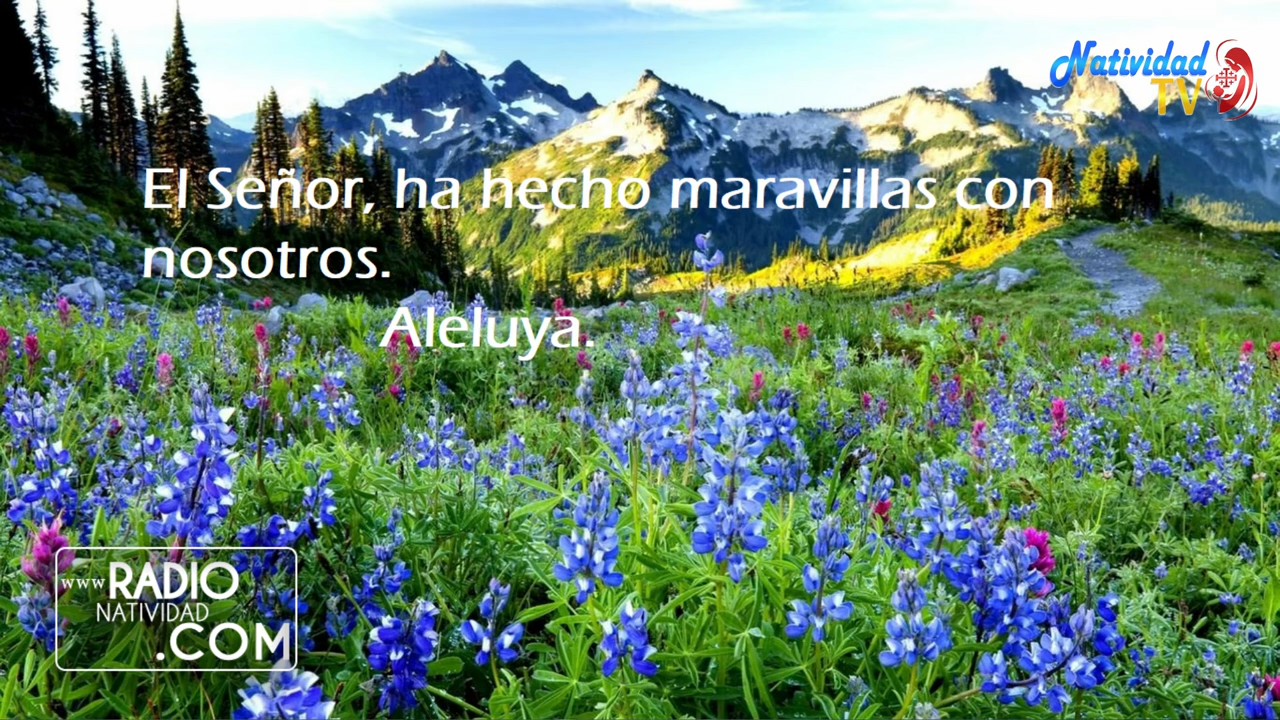 Natividad
TV
El Señor, ha hecho maravillas con
nosotros.
Aleluya.
www RADIO
NATIVIDAD
.COM